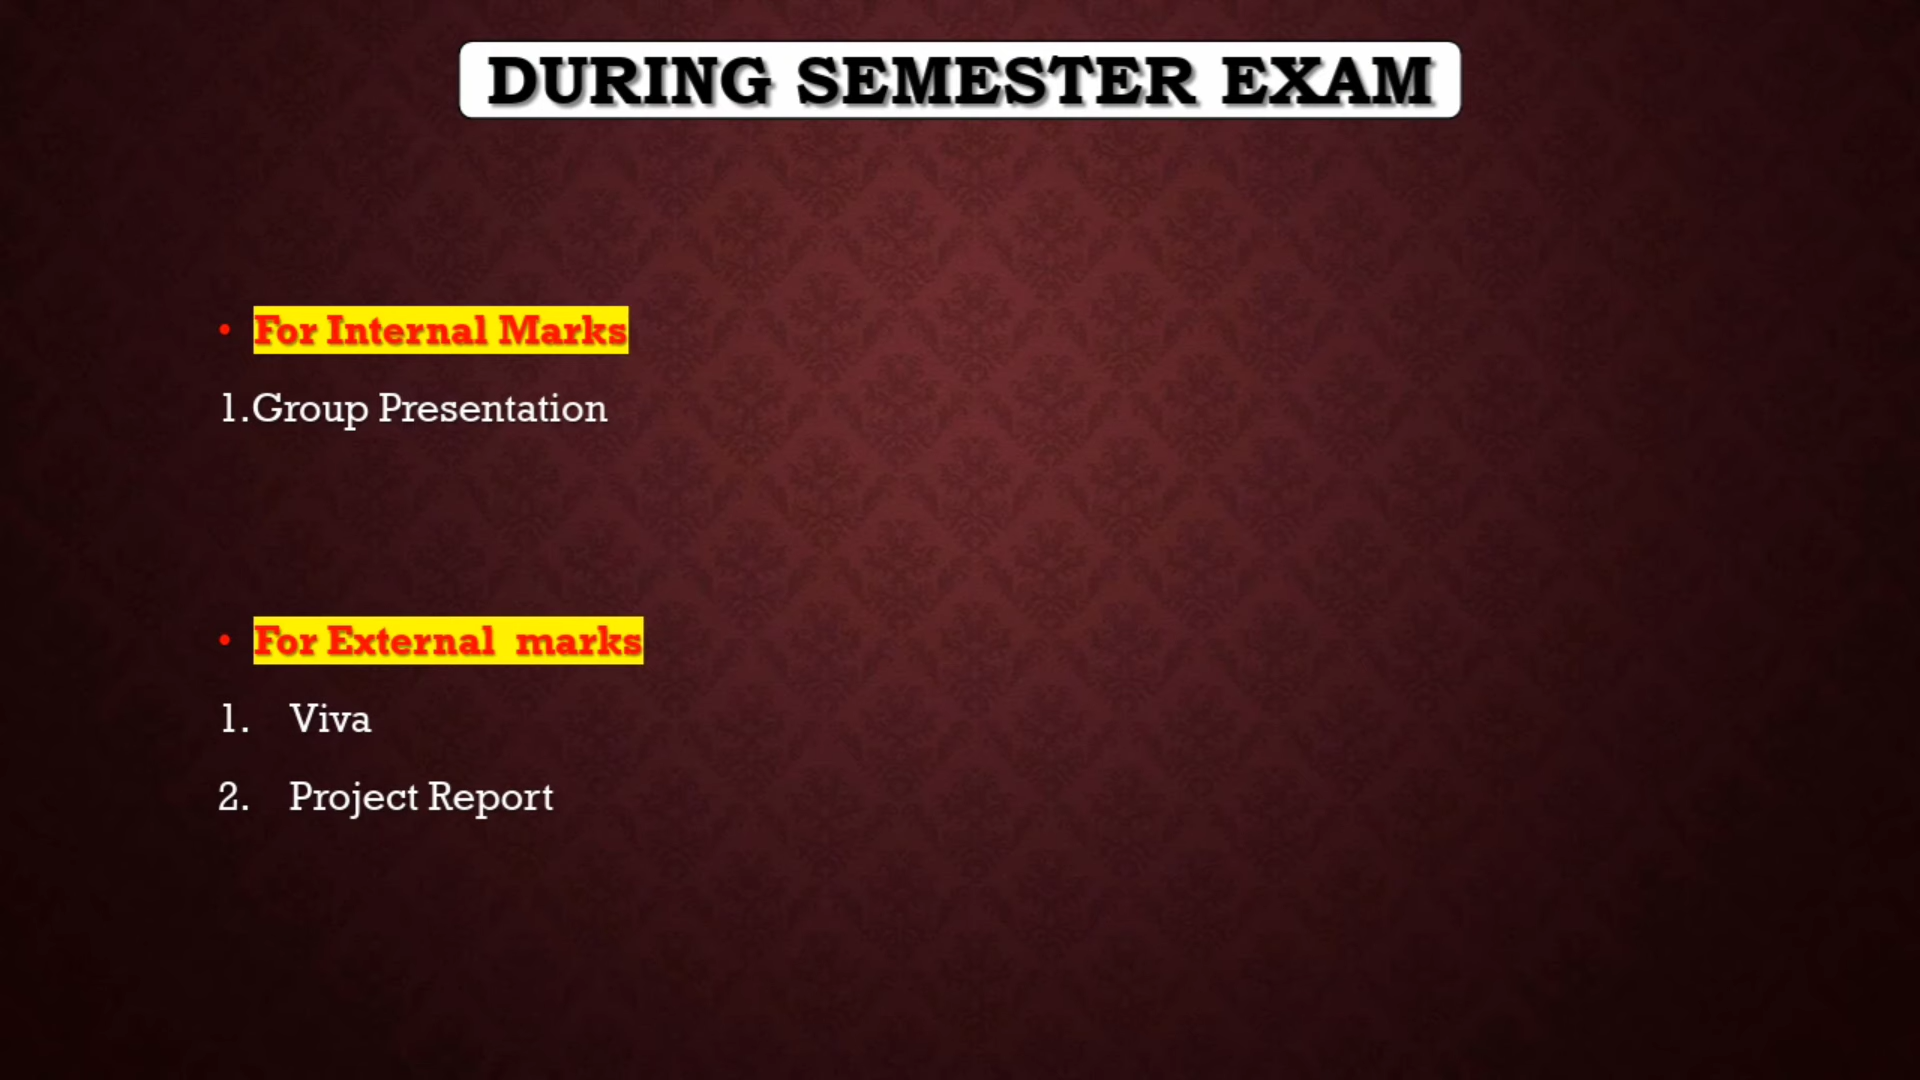 DURING SEMESTER EXAM
• For Internal Marks
1.Group Presentation
• For External  marks
1. Viva
2. Project Report